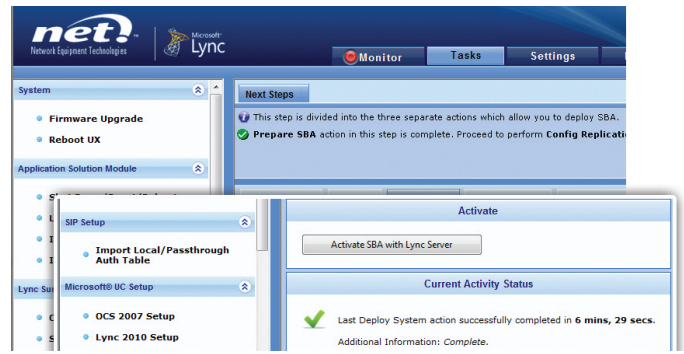 net!
Network Equipment Technologies
Microsoft®
Lync
Monitor
Tasks
Settings
System
Firmware Upgrade
Reboot UX
Application Solution Module
Next Steps
This step is divided into the three separate actions which allow you to deploy SBA.
Prepare SBA action in this step is complete. Proceed to perform Config
Lync
SIP Setup
Import Local/Passthrough
Auth Table
Microsoft® UC Setup
OCS 2007 Setup
Lync 2010 Setup
Activate
Activate SBA with Lync Server
Current Activity Status
Last Deploy System action successfully completed in 6 mins, 29 secs.
Additional Information: Complete.